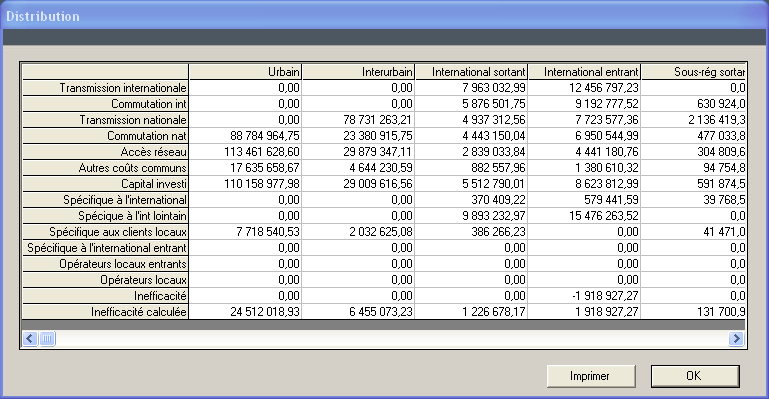 Distribution
Urbain Interurbain International sortant International entrant Sous-rég sortar
Transmission internationale 0,00 0,00 7 963 032,99 12 456 797,23 0,0
Commutation int 0,00 0,00 5 876 501,75 9 192 777,52 630 924,0
Transmission nationale 0,00 78 731 263,21 4 937 312,56 7 723 577,36 2 136 419,3
Commutation nat 88 784 964,75 23 380 915,75 4 443 150,04 6 950 544,99 477 033,8
Accès réseau 113 461 628,60 29 879 347,11 2 839 033,84 4 441 180,76 304 809,6
Autres coûts communs 17 635 658,67 4 644 230,59 882 557,96 1 380 610,32 94 754,8
Capital investi 110 158 977,98 29 009 616,56 5 512 790,01 8 623 812,99 591 874,5
Spécifique à l'international 0,00 0,00 370 409,22 579 441,59 39 768,5
Spécique à l'int lointain 0,00 0,00 9 893 232,97 15 476 263,52 0,0
Spécifique aux clients locaux 7 718 540,53 2 032 625,08 386 266,23 0,00 41 471,0
Spécifique à l'international entrant 0,00 0,00 0,00 0,00 0,0
Opérateurs locaux entrants 0,00 0,00 0,00 0,00 0,0
Opérateurs locaux 0,00 0,00 0,00 0,00 0,0
Inefficacité 0,00 0,00 0,00 -1 918 927,27 0,0
Inefficacité calculée 24 512 018,93 6 455 073,23 1 226 678,17 1 918 927,27 131 700,9
Imprimer OK